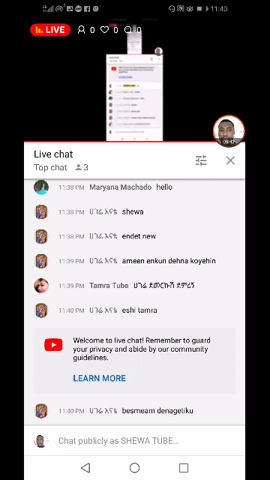 11:40
LIVE 0 0 0
Live chat
Top chat 3
11:38 PM Maryana Machado hello
11:38 PM ሀገሬ እናቴ shewa
11:38 PM ሀገሬ እናቴ endet new
11:39 PM ሀገሬ እናቴ ameen enkun dehna koyehin
11:39 PM Tamra Tube ሀገሬ ደመርኩሽ ደምሪኝ
11:40 PM ሀገሬ እናቴ eshi tamra
Welcome to live chat! Remember to guard
your privacy and abide by our community
guidelines.
LEARN MORE
11:40 PM ሀገሬ እናቴ besmeam denagetiku
Chat publicly as SHEWA TUBE...